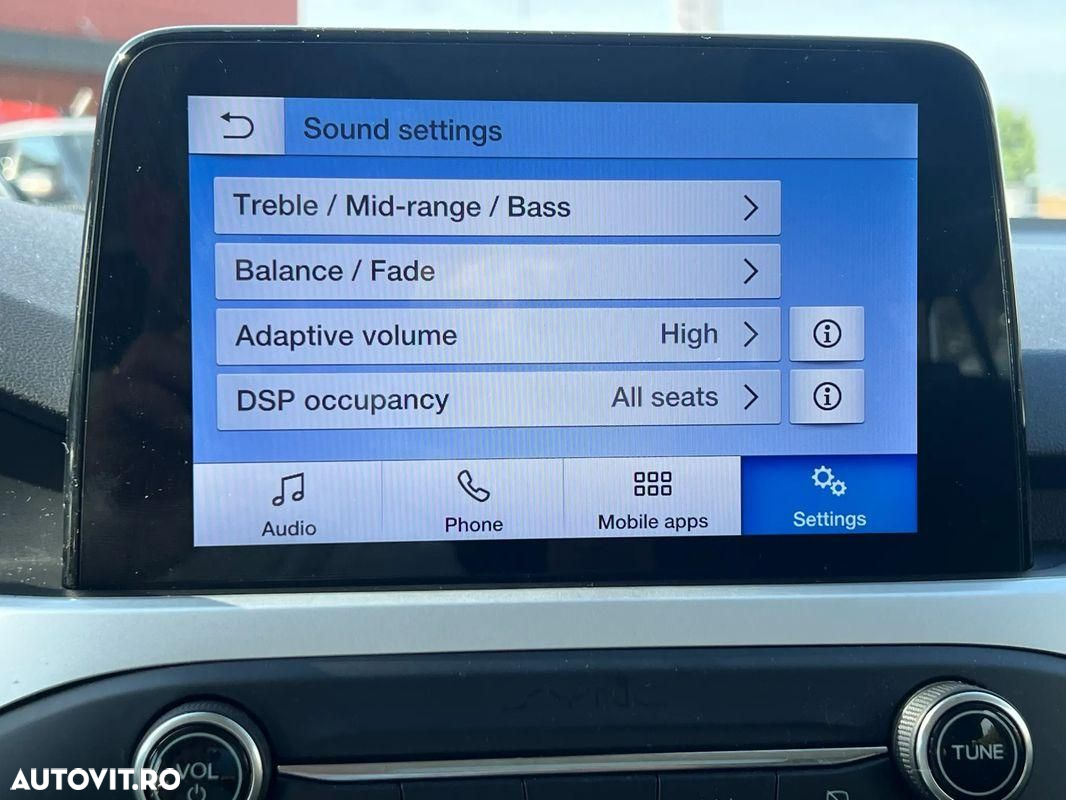 Sound settings
Treble / Mid-range / Bass
Balance / Fade
Adaptive volume High
DSP occupancy All seats
Audio Phone Mobile apps Settings
SYNC
VOL TUNE
AUTOVIT.RO